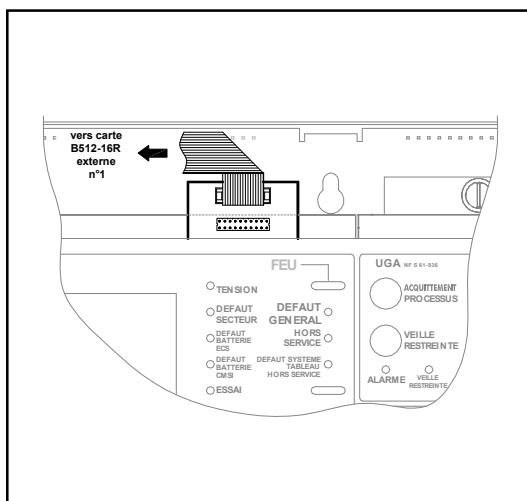 vers carte
B512-16R
externe
n°1
FEU
TENSION
DEFAUT
SECTEUR
DEFAUT
BATTERIE
ECS
DEFAUT
BATTERIE
CMSI
ESSAI
DEFAUT
GENERAL
HORS
SERVICE
DEFAUT SYSTEME
TABLEAU
HORS SERVICE
UGA NF S 61-936
ACQUITTEMENT
PROCESSUS
VEILLE
RESTREINTE
ALARME
VEILLE
RESTREINTE